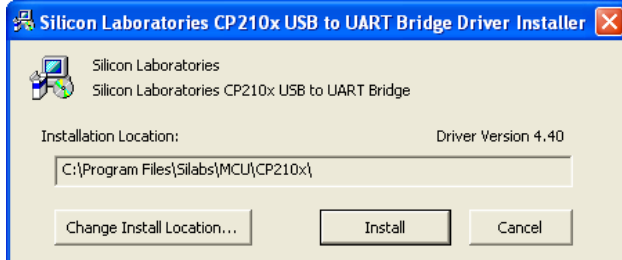 Silicon Laboratories CP210x USB to UART Bridge Driver Installer
Silicon Laboratories
Silicon Laboratories CP210x USB to UART Bridge
Installation Location: Driver Version 4.40
C:\Program Files\Silabs\MCU\CP210x\
Change Install Location... Install Cancel